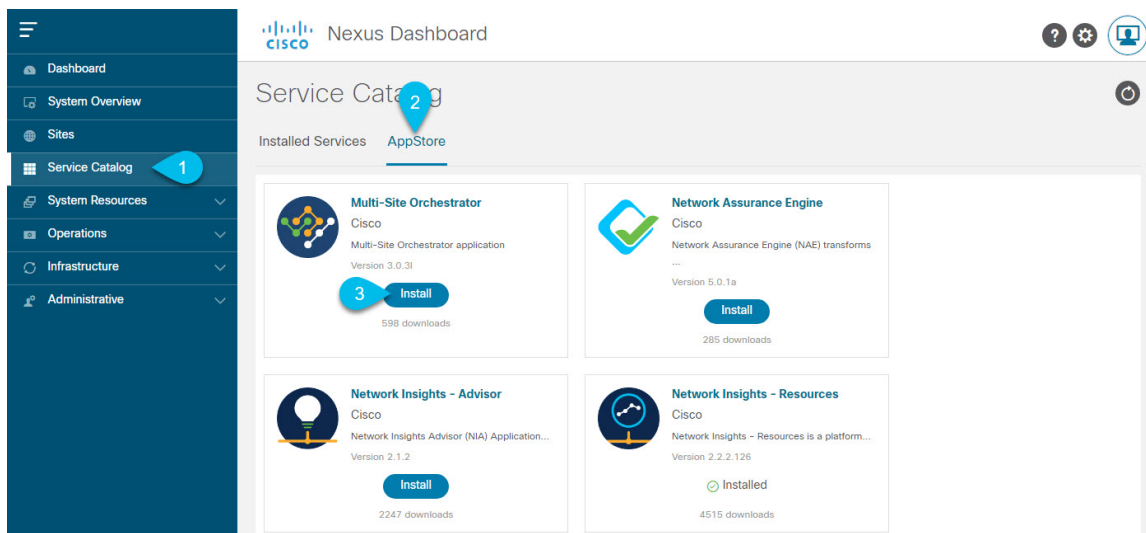 CISCO Nexus Dashboard
?
Dashboard
System Overview
Sites
Service Catalog 1
System Resources
Operations
Infrastructure
Administrative
Service Catalog
2
Installed Services AppStore
Multi-Site Orchestrator
Cisco
Multi-Site Orchestrator application
Version 3.0.3l
3 Install
598 downloads
Network Assurance Engine
Cisco
Network Assurance Engine (NAE) transforms
...
Version 5.0.1a
Install
285 downloads
Network Insights - Advisor
Cisco
Network Insights Advisor (NIA) Application...
Version 2.1.2
Install
2247 downloads
Network Insights - Resources
Cisco
Network Insights - Resources is a platform...
Version 2.2.2.126
Installed
4515 downloads